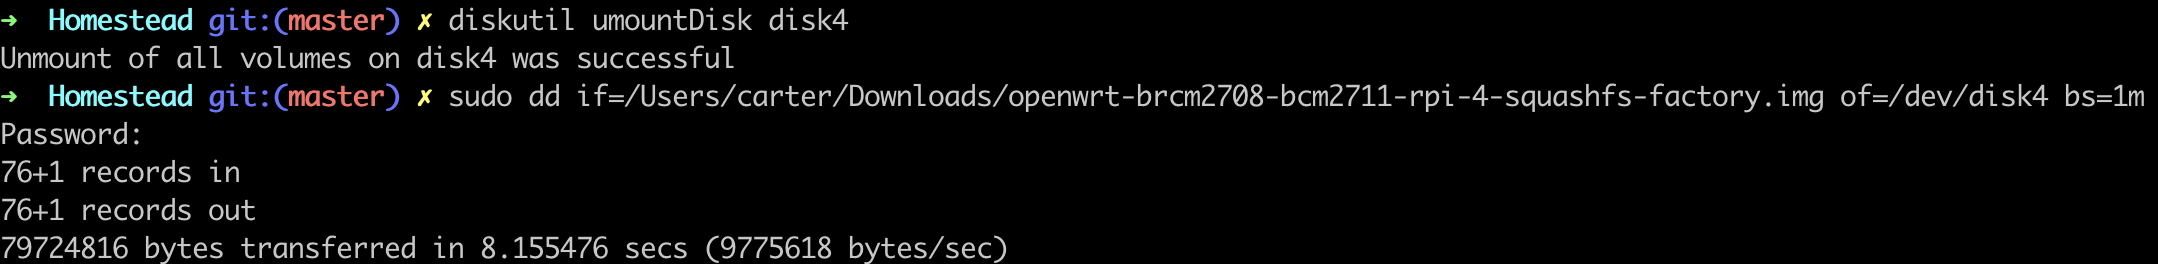 ➜  Homestead git:(master) ✗ diskutil umountDisk disk4
Unmount of all volumes on disk4 was successful
➜  Homestead git:(master) ✗ sudo dd if=/Users/carter/Downloads/openwrt-brcm2708-bcm2711-rpi-4-squashfs-factory.img of=/dev/disk4 bs=1m
Password:
76+1 records in
76+1 records out
79724816 bytes transferred in 8.155476 secs (9775618 bytes/sec)